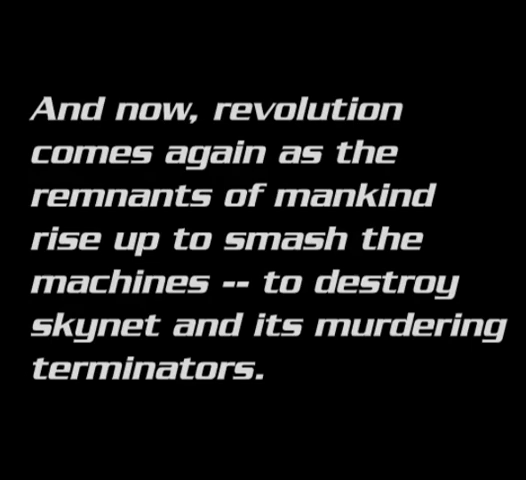 And now, revolution
comes again as the
remnants of mankind
rise up to smash the
machines -- to destroy
skynet and its murdering
terminators.